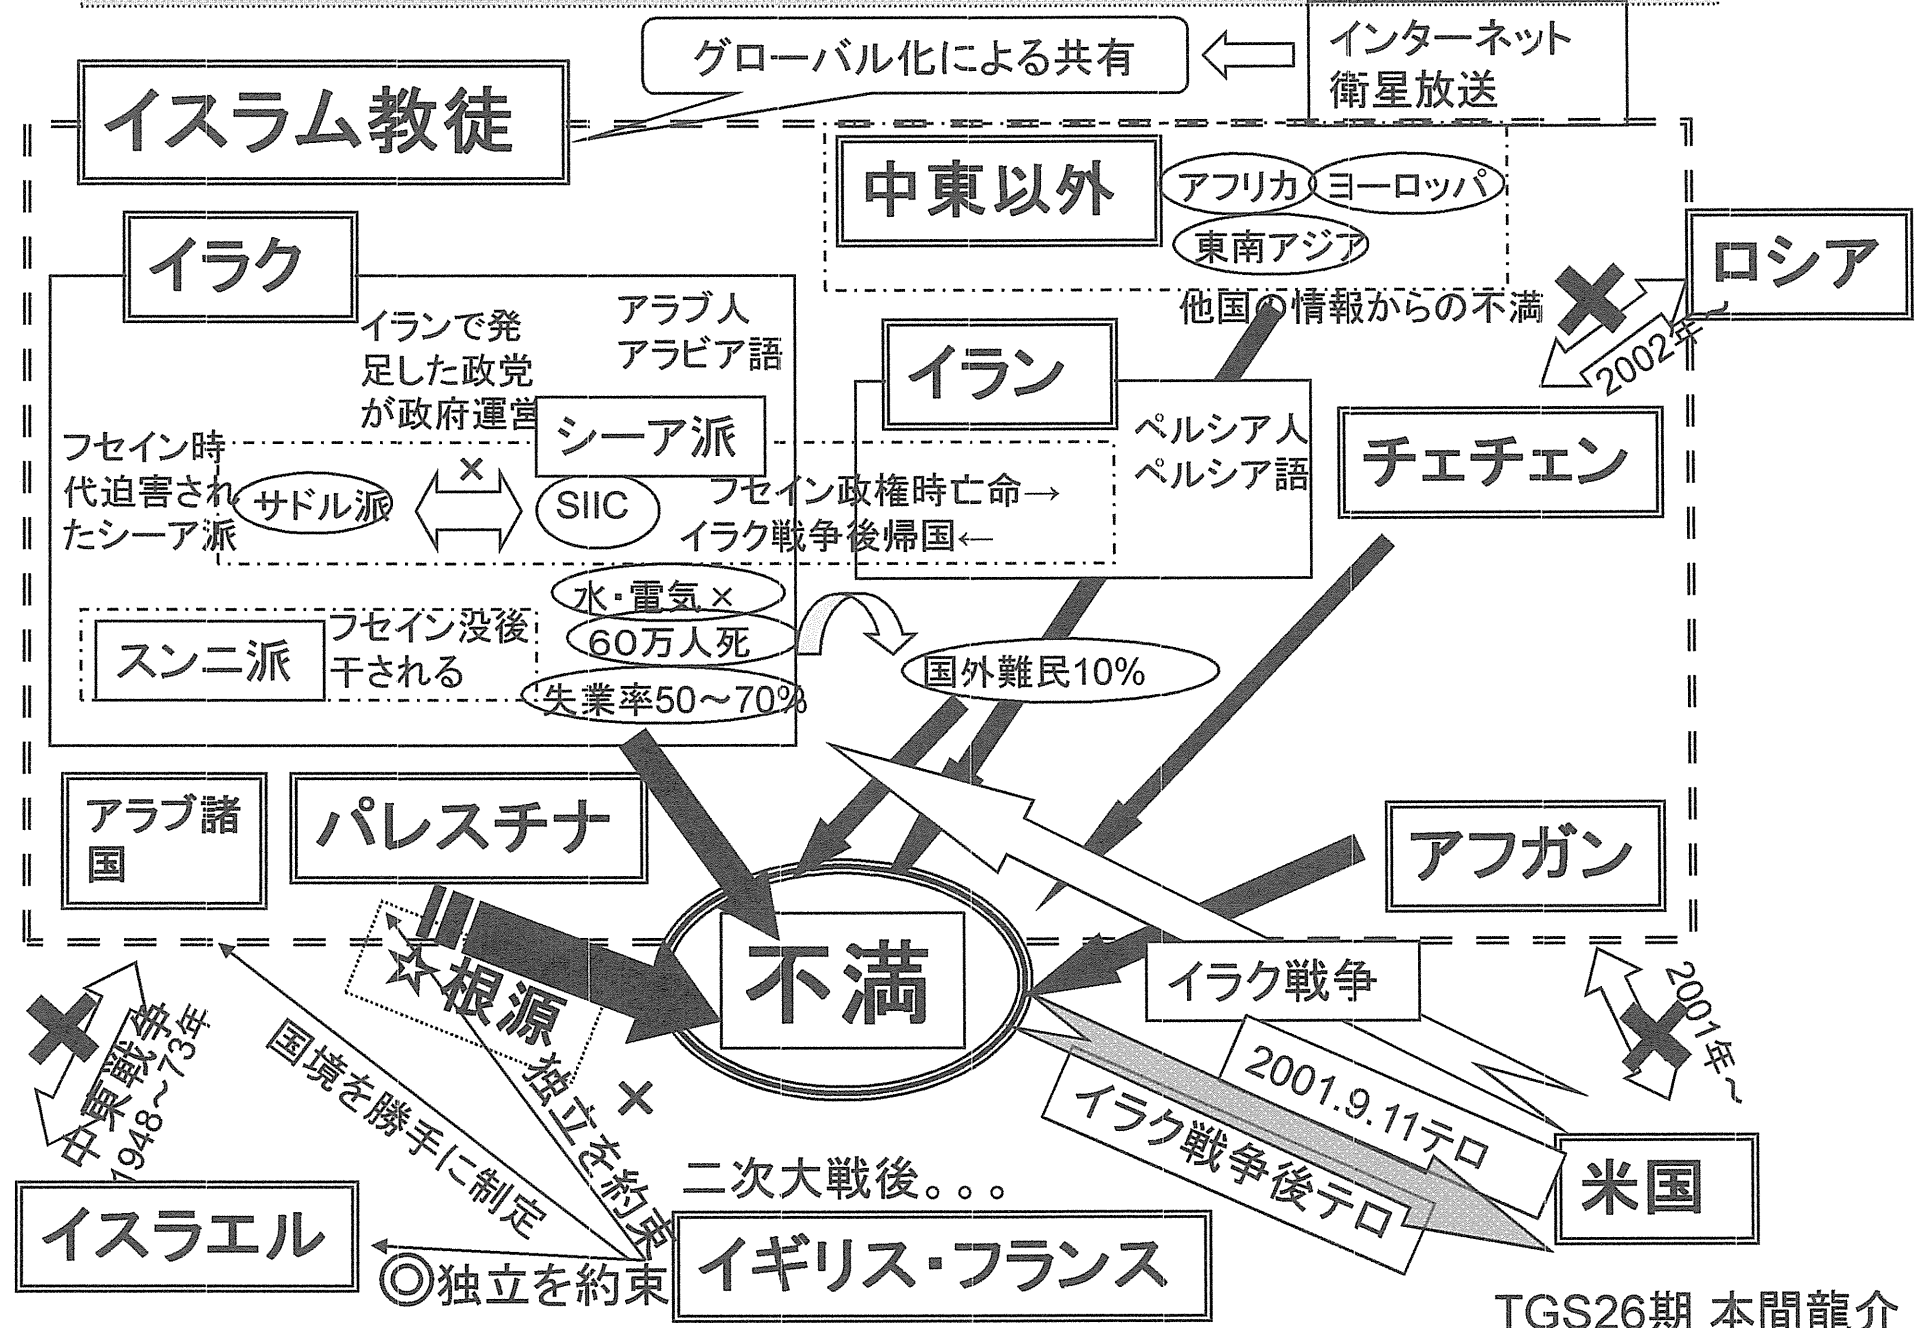 グローバル化による共有
インターネット
衛星放送
イスラム教徒
中東以外
アフリカ
ヨーロッパ
東南アジア
他国の情報からの不満
ロシア
2002年~
イラク
イランで発
足した政党
が政府運営
アラブ人
アラビア語
イラン
ペルシア人
ペルシア語
チェチェン
シーア派
フセイン時
代迫害され
たシーア派
サドル派
×
SIIC
フセイン政権時亡命→
イラク戦争後帰国←
水・電気×
60万人死
失業率50~70%
スンニ派
フセイン没後
干される
国外難民10%
アラブ諸
国
パレスチナ
アフガン
不満
☆根源
イラク戦争
2001年~
2001.9.11テロ
イラク戦争後テロ
中東戦争
1948~73年
国境を勝手に制定
×
独立を約束
二次大戦後。。。
イスラエル
◎独立を約束
イギリス・フランス
米国
TGS26期 本間龍介